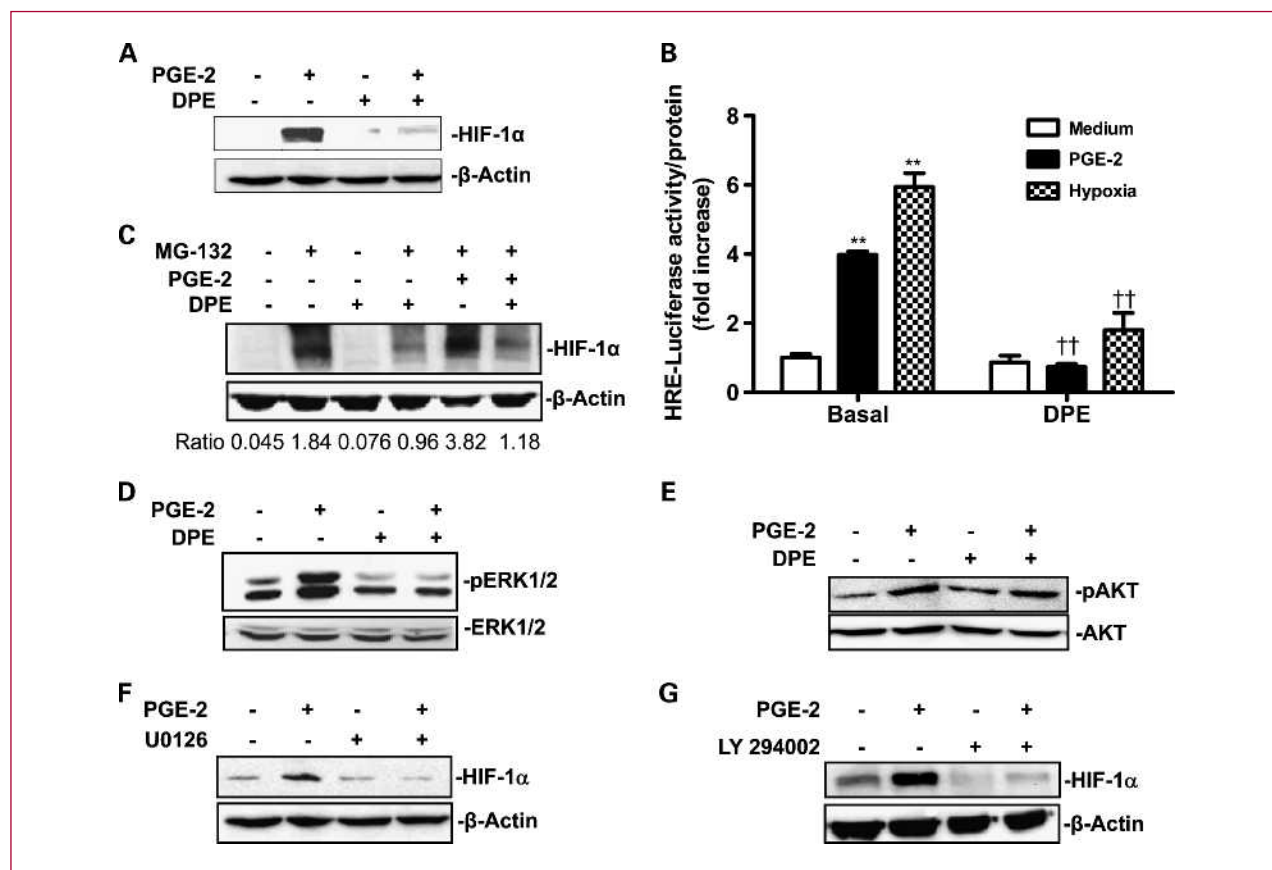 A
PGE-2 - + - +
DPE - - + +
-HIF-1α
-β-Actin
B
HRE-Luciferase activity/protein
(fold increase)
8
6
4
2
0
Medium
PGE-2
Hypoxia
** **
†† ††
Basal DPE
C
MG-132 - + - + + +
PGE-2 - - - - + +
DPE - - + + - +
-HIF-1α
-β-Actin
Ratio 0.045 1.84 0.076 0.96 3.82 1.18
D
PGE-2 - + - +
DPE - - + +
-pERK1/2
-ERK1/2
E
PGE-2 - + - +
DPE - - + +
-pAKT
-AKT
F
PGE-2 - + - +
U0126 - - + +
-HIF-1α
-β-Actin
G
PGE-2 - + - +
LY 294002 - - + +
-HIF-1α
-β-Actin